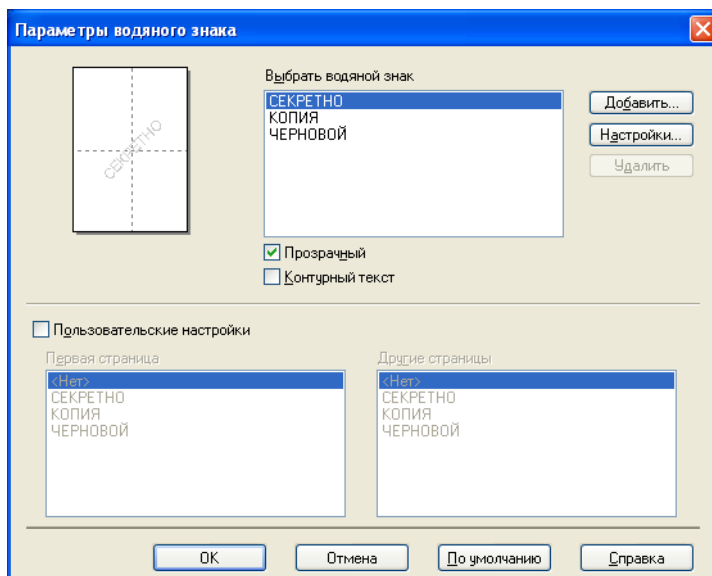 Параметры водяного знака
СЕКРЕТНО
Выбрать водяной знак
СЕКРЕТНО
КОПИЯ
ЧЕРНОВОЙ
Добавить...
Настройки...
Удалить
Прозрачный
Контурный текст
Пользовательские настройки
Первая страница
<Нет>
СЕКРЕТНО
КОПИЯ
ЧЕРНОВОЙ
Другие страницы
<Нет>
СЕКРЕТНО
КОПИЯ
ЧЕРНОВОЙ
OK
Отмена
По умолчанию
Справка